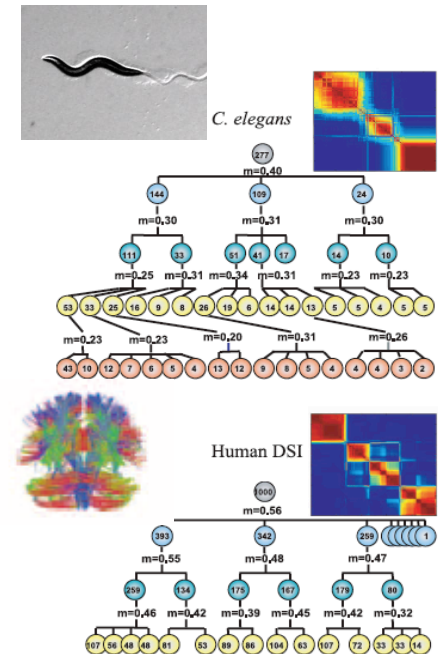 C. elegans
277
m=0.40
144 109 24
m=0.30 m=0.31 m=0.30
111 33 51 41 17 14 10
m=0.25 m=0.31 m=0.34 m=0.31 m=0.23 m=0.23
53 33 25 16 9 8 26 19 6 14 14 13 5 5 4 5 5
m=0.23 m=0.23 m=0.20 m=0.31 m=0.26
43 10 12 7 6 5 4 13 12 9 8 5 4 4 4 3 2
Human DSI
1000
m=0.56
393 342 259 1
m=0.55 m=0.48 m=0.47
259 134 175 167 179 80
m=0.46 m=0.42 m=0.39 m=0.45 m=0.42 m=0.32
107 56 48 48 81 53 89 86 104 63 107 72 33 33 14